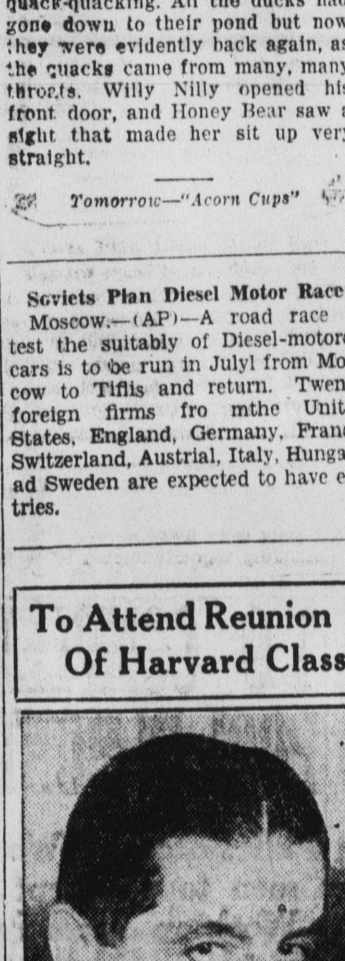 quack-quacking. All the ducks had
gone down to their pond but now
they were evidently back again, as
the quacks came from many, many
throats. Willy Nilly opened his
front door, and Honey Bear saw a
sight that made her sit up very
straight.
Tomorrow—"Acorn Cups"
Soviets Plan Diesel Motor Race
Moscow.—(AP)—A road race
test the suitably of Diesel-motor
cars is to be run in Julyl from Mo
cow to Tiflis and return. Twen
foreign firms fro mthe Unit
States, England, Germany, Fran
Switzerland, Austrial, Italy, Hunga
ad Sweden are expected to have e
tries.
To Attend Reunion
Of Harvard Class